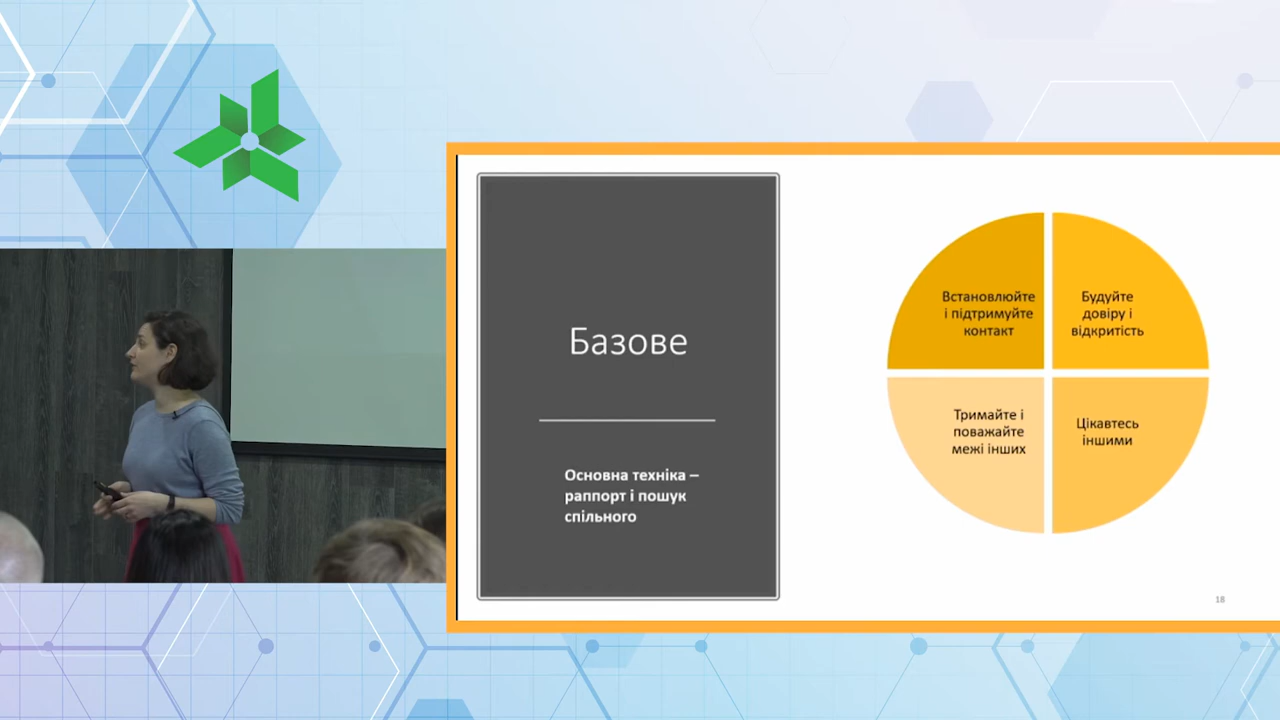 Базове
Основна техніка –
раппорт і пошук
спільного
Встановлюйте
і підтримуйте
контакт
Будуйте
довіру і
відкритість
Тримайте і
поважайте
межі інших
Цікавтесь
іншими
18